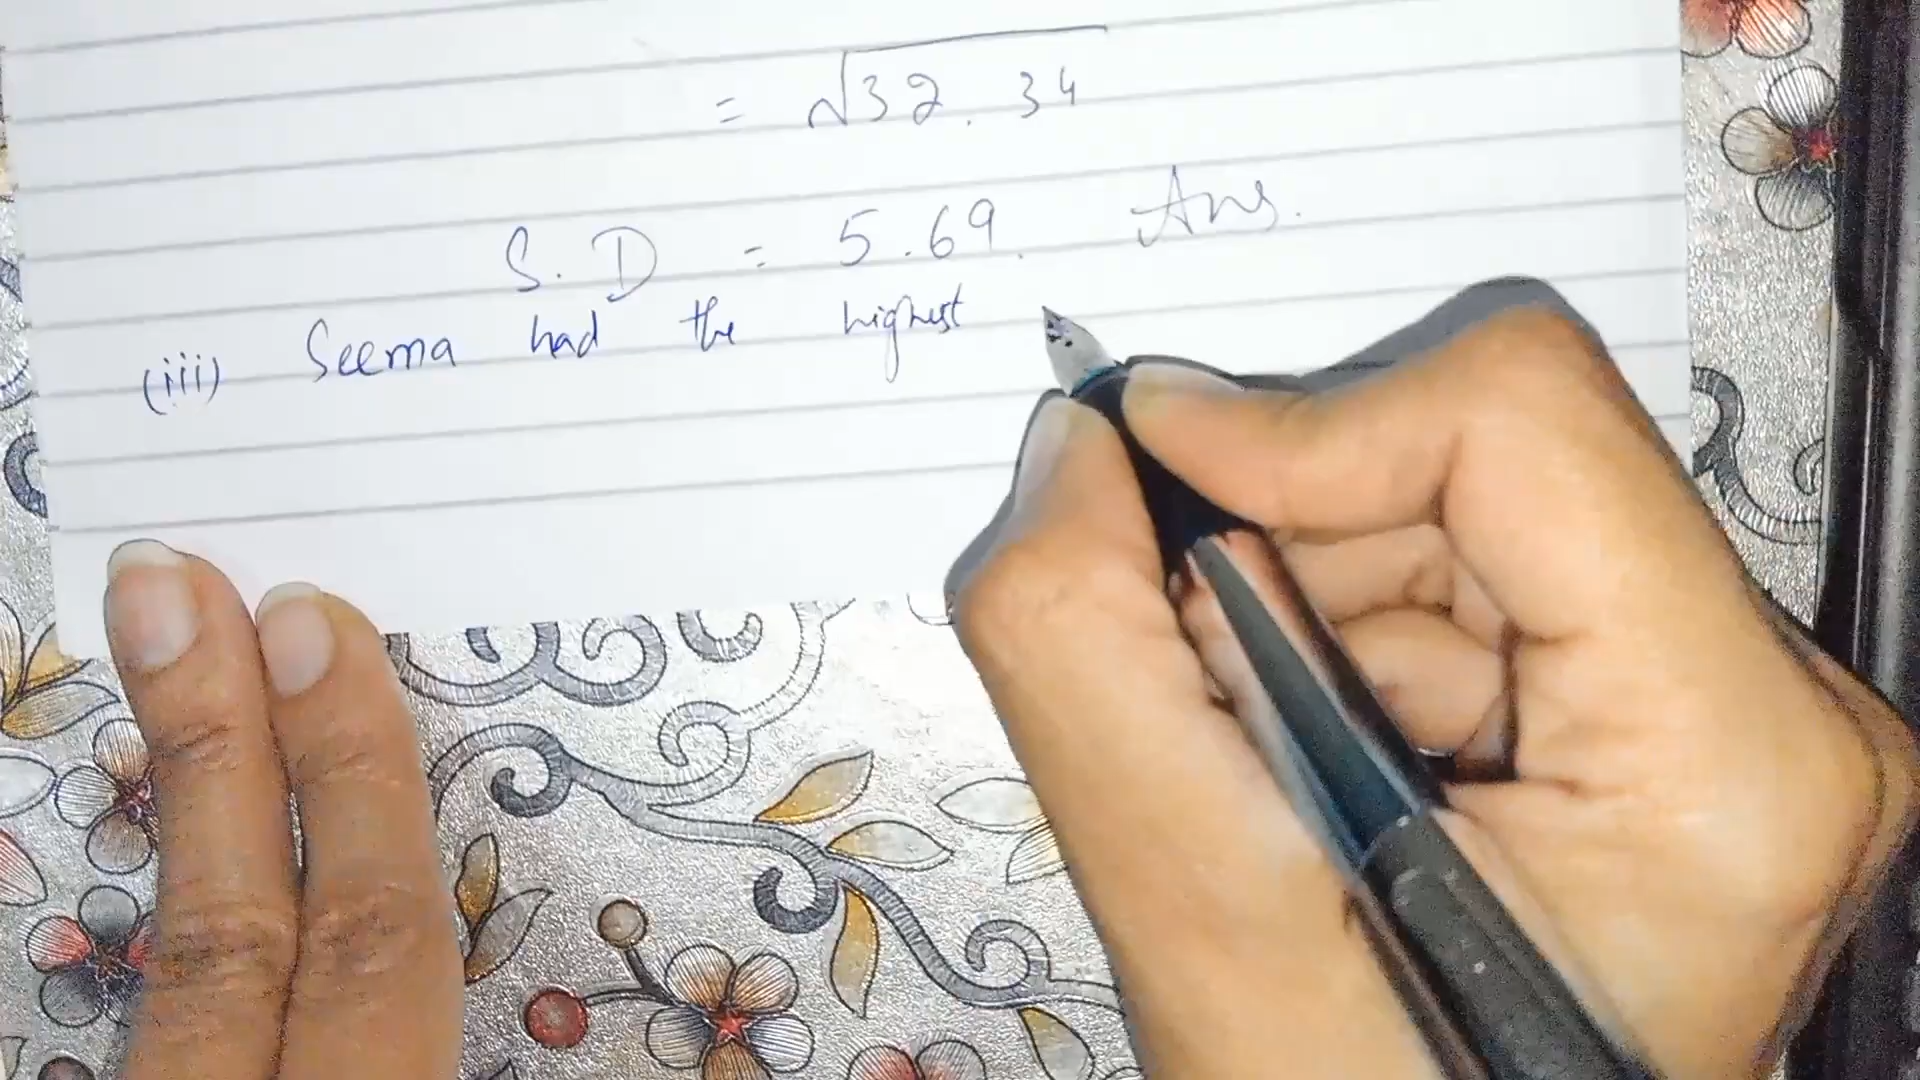 = √32.34
S.D = 5.69. Ans.
(iii) Seema had the highest